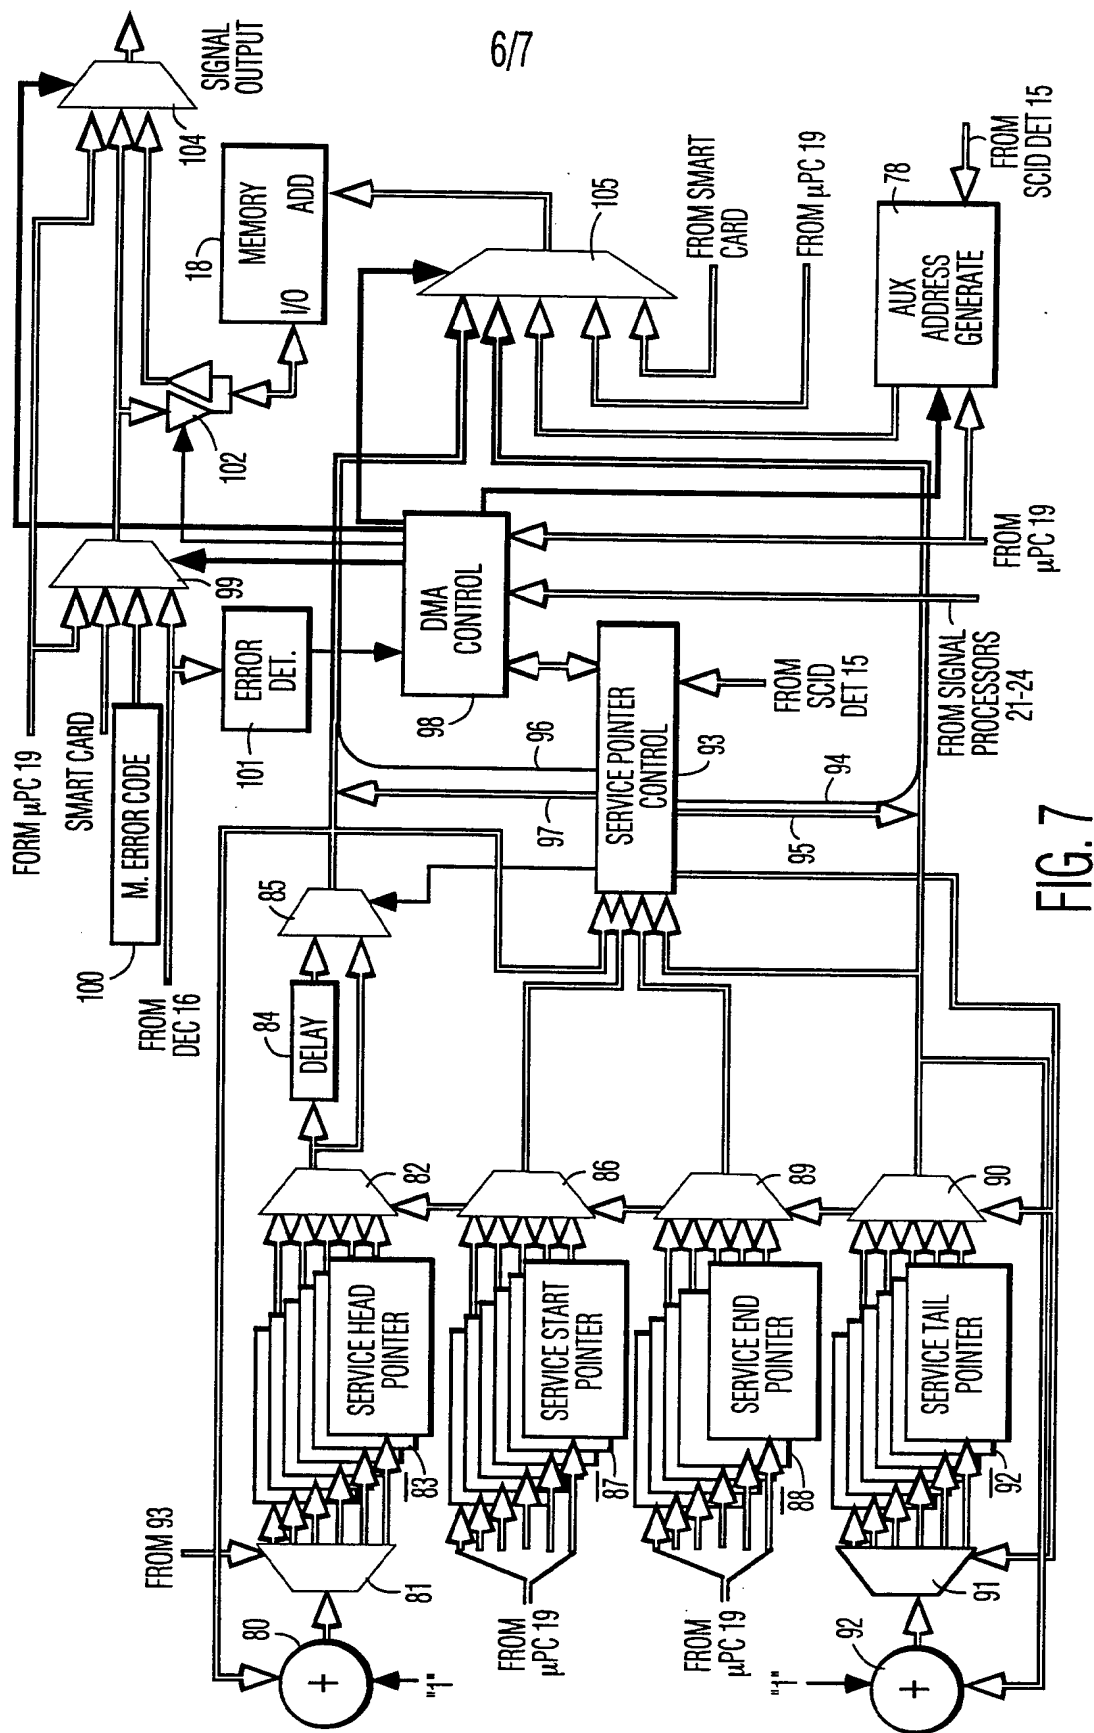 6/7
FORM µPC 19
SMART CARD
M. ERROR CODE
100
FROM
DEC 16
99
ERROR
DET.
101
102
104
SIGNAL
OUTPUT
18
MEMORY
I/O
ADD
105
FROM SMART
CARD
FROM µPC 19
FROM
SCID DET 15
78
AUX
ADDRESS
GENERATE
DMA
CONTROL
98
FROM
µPC 19
FROM SIGNAL
PROCESSORS
21-24
SERVICE POINTER
CONTROL
93
FROM
SCID
DET 15
96
97
94
95
85
84
DELAY
82
86
89
90
SERVICE HEAD
POINTER
83
SERVICE START
POINTER
87
SERVICE END
POINTER
88
SERVICE TAIL
POINTER
92
FROM 93
81
80
+
"1"
FROM
µPC 19
FROM
µPC 19
91
92
+
"1"
FIG. 7